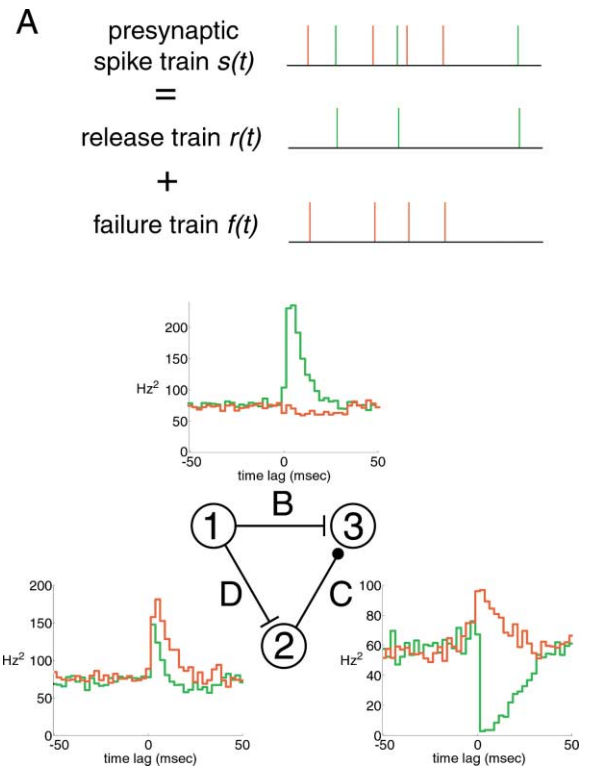 A
presynaptic
spike train s(t)
=
release train r(t)
+
failure train f(t)
200
150
Hz²
100
50
0
-50
0
50
time lag (msec)
B
1
3
D
C
2
200
150
Hz²
100
50
0
-50
0
50
time lag (msec)
100
80
60
Hz²
40
20
0
-50
0
50
time lag (msec)